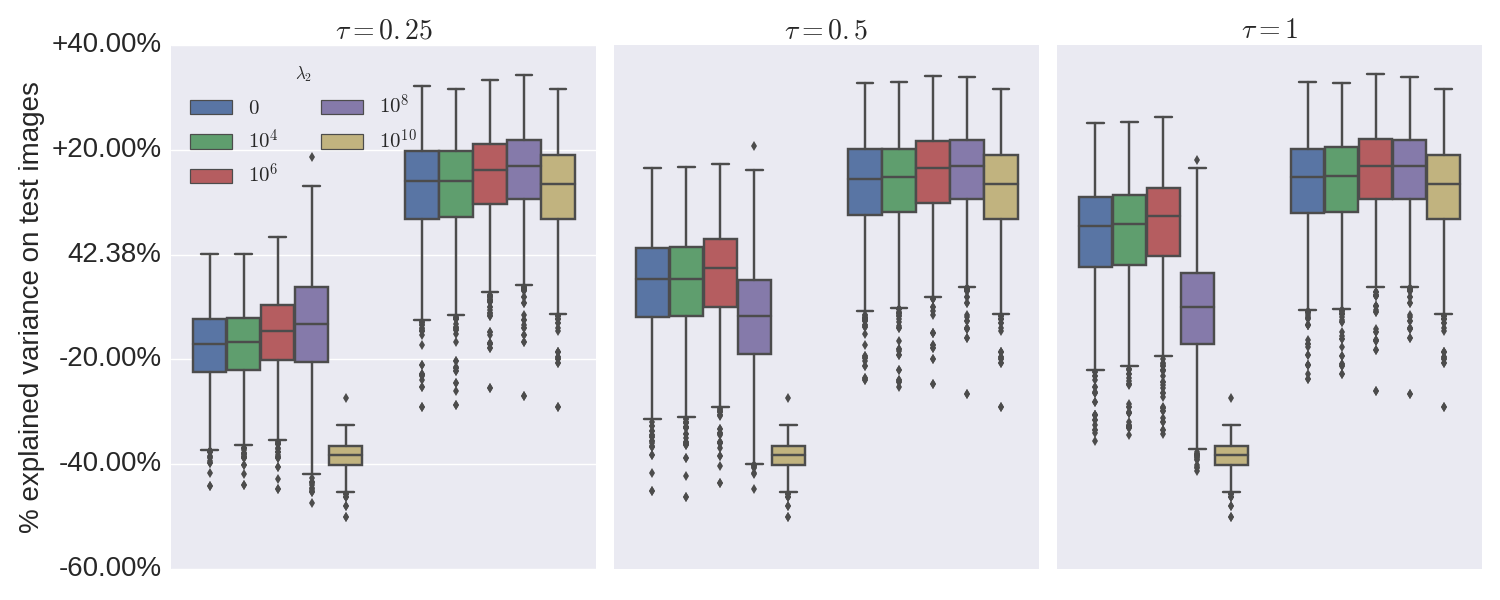 τ = 0.25
τ = 0.5
τ = 1
% explained variance on test images
+40.00%
+20.00%
42.38%
-20.00%
-40.00%
-60.00%
λ₂
0
10⁴
10⁶
10⁸
10¹⁰